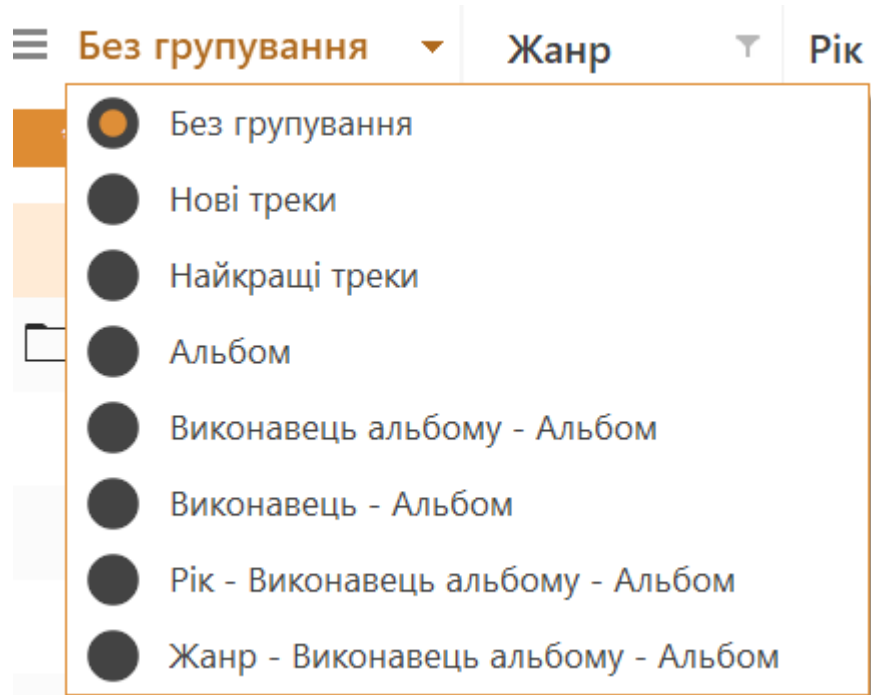 Без групування Жанр Рік
Без групування
Нові треки
Найкращі треки
Альбом
Виконавець альбому - Альбом
Виконавець - Альбом
Рік - Виконавець альбому - Альбом
Жанр - Виконавець альбому - Альбом